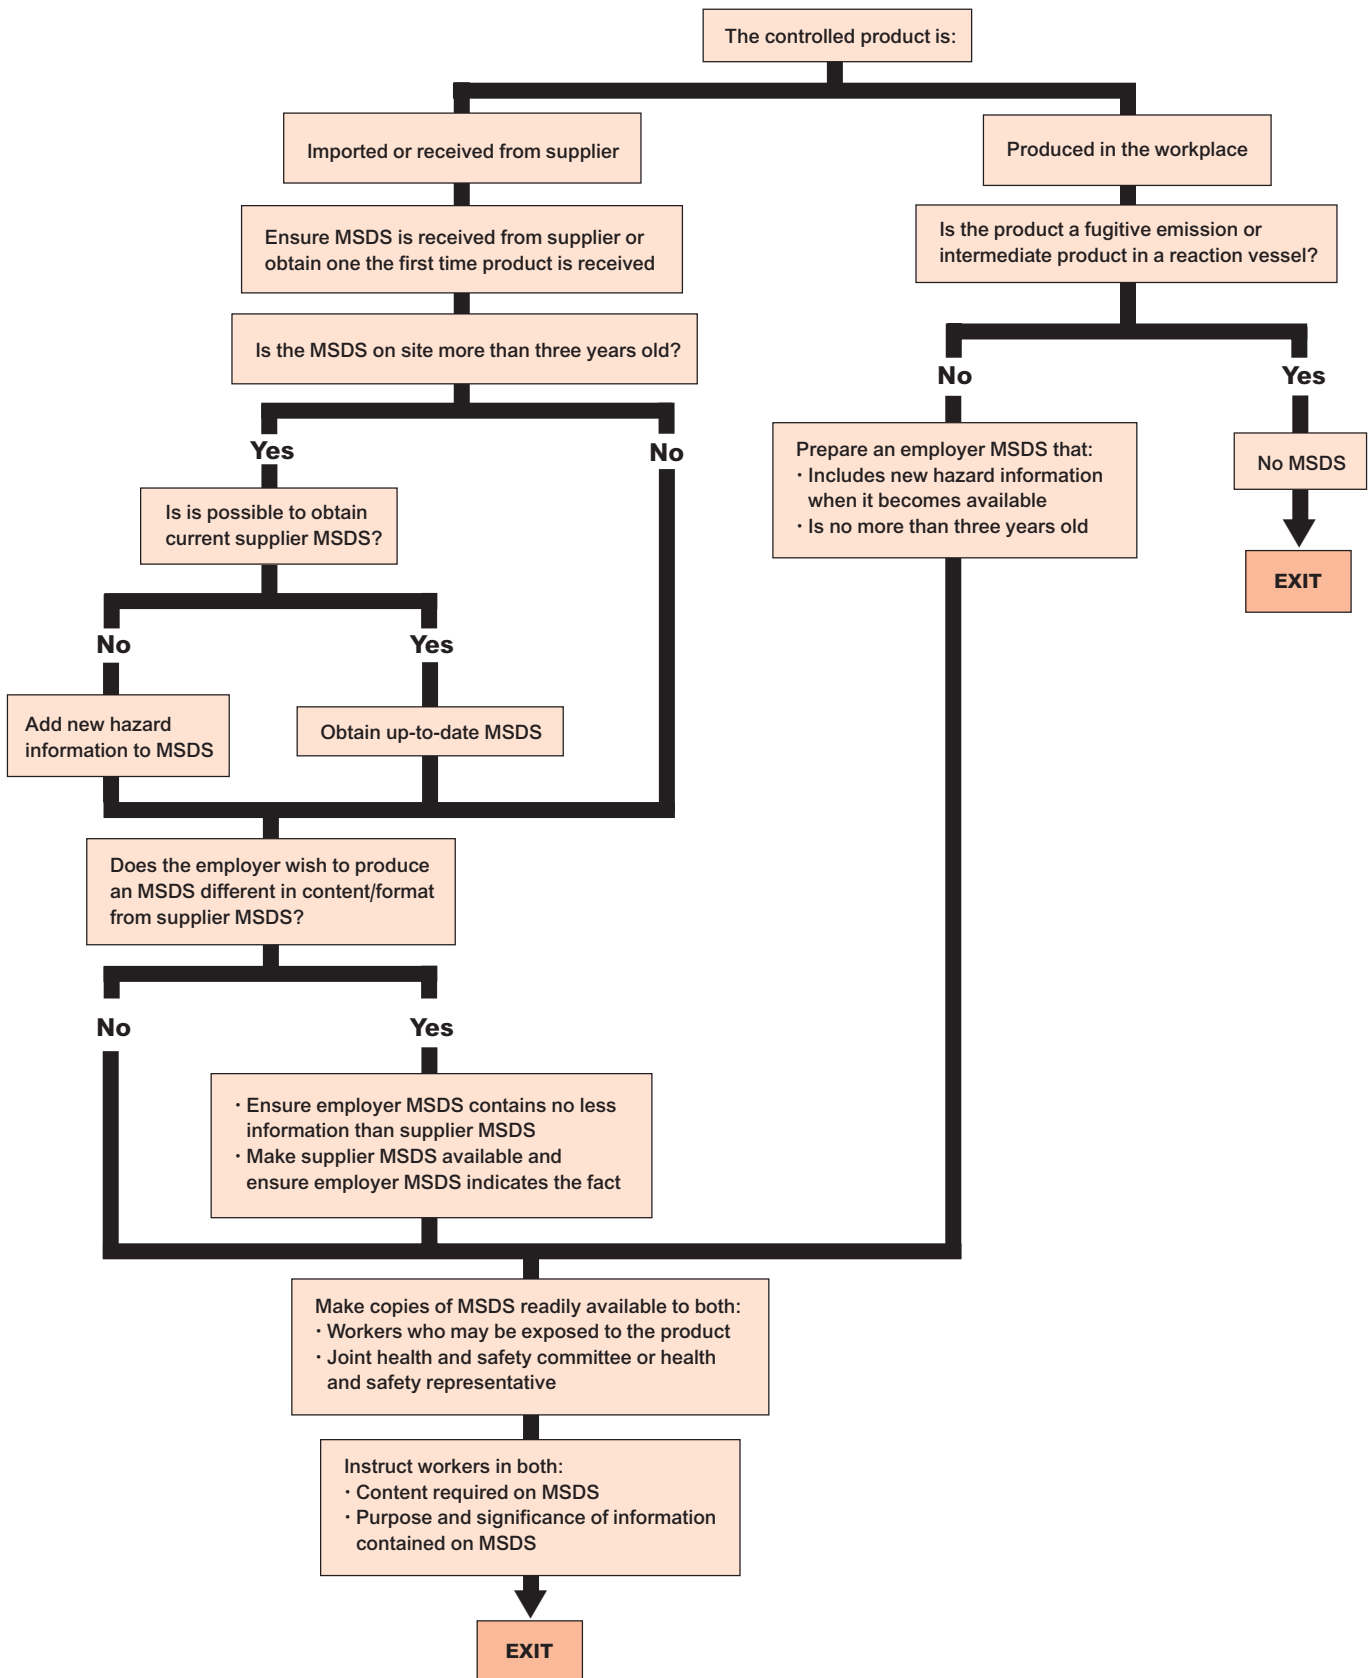 The controlled product is:
Imported or received from supplier
Produced in the workplace
Ensure MSDS is received from supplier or
obtain one the first time product is received
Is the product a fugitive emission or
intermediate product in a reaction vessel?
Is the MSDS on site more than three years old?
No
Yes
Yes
No
Prepare an employer MSDS that:
· Includes new hazard information
when it becomes available
· Is no more than three years old
No MSDS
EXIT
Is is possible to obtain
current supplier MSDS?
No
Yes
Add new hazard
information to MSDS
Obtain up-to-date MSDS
Does the employer wish to produce
an MSDS different in content/format
from supplier MSDS?
No
Yes
· Ensure employer MSDS contains no less
information than supplier MSDS
· Make supplier MSDS available and
ensure employer MSDS indicates the fact
Make copies of MSDS readily available to both:
· Workers who may be exposed to the product
· Joint health and safety committee or health
and safety representative
Instruct workers in both:
· Content required on MSDS
· Purpose and significance of information
contained on MSDS
EXIT